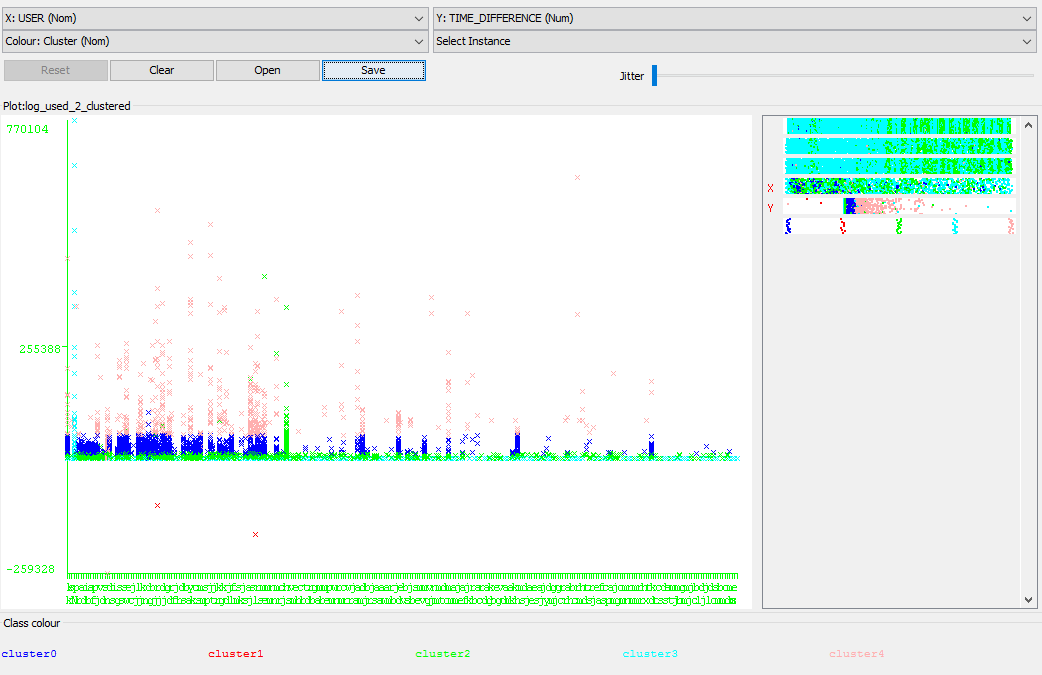 X: USER (Nom)
Y: TIME_DIFFERENCE (Num)
Colour: Cluster (Nom)
Select Instance
Reset
Clear
Open
Save
Jitter
Plot:log_used_2_clustered
770104
255388
-259328
X
Y
Class colour
cluster0
cluster1
cluster2
cluster3
cluster4